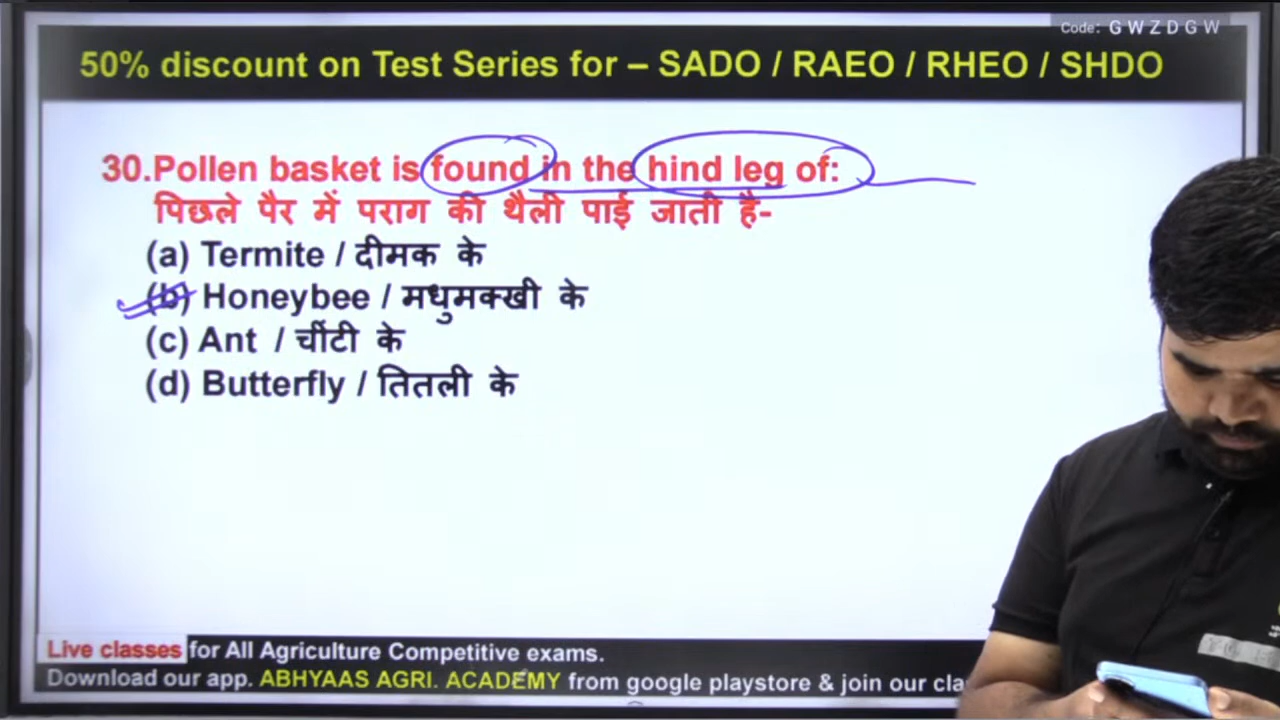 Code: G W Z D G W
50% discount on Test Series for – SADO / RAEO / RHEO / SHDO
30.Pollen basket is found in the hind leg of:
पिछले पैर में पराग की थैली पाई जाती है-
(a) Termite / दीमक के
(b) Honeybee / मधुमक्खी के
(c) Ant / चींटी के
(d) Butterfly / तितली के
Live classes for All Agriculture Competitive exams.
Download our app. ABHYAAS AGRI. ACADEMY from google playstore & join our cla